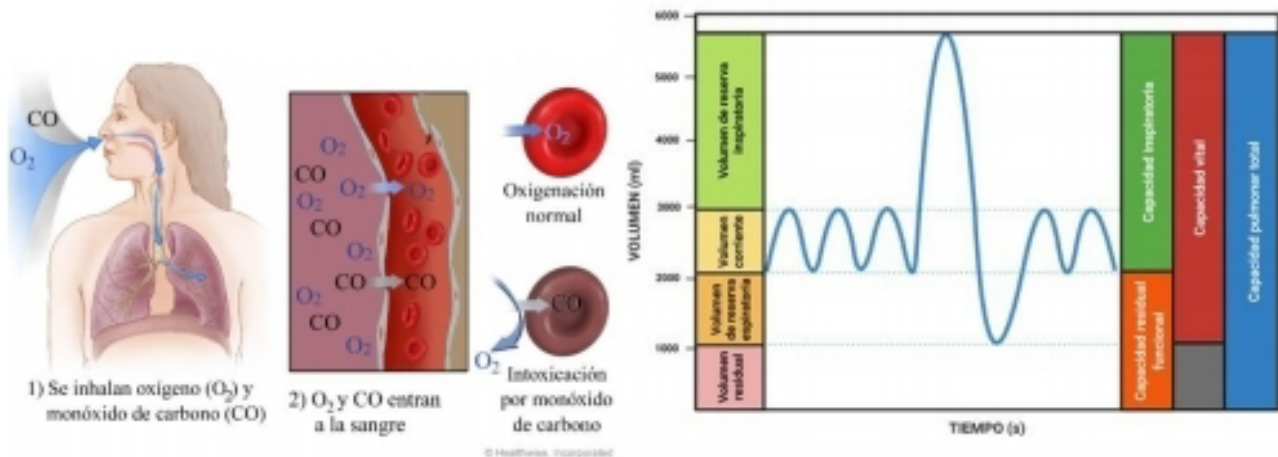 CO
O₂
1) Se inhalan oxígeno (O₂) y
monóxido de carbono (CO)
O₂
CO
O₂
O₂
O₂
CO
O₂
CO
CO
O₂
CO
O₂
2) O₂ y CO entran
a la sangre
O₂
Oxigenación
normal
CO
O₂
Intoxicación
por monóxido
de carbono
© Healthwise, Incorporated
VOLUMEN (ml)
6000
5000
4000
3000
2000
1000
Volumen de reserva
inspiratoria
Volumen
corriente
Volumen
de reserva
espiratoria
Volumen
residual
Capacidad inspiratoria
Capacidad residual
funcional
Capacidad vital
Capacidad pulmonar total
TIEMPO (s)